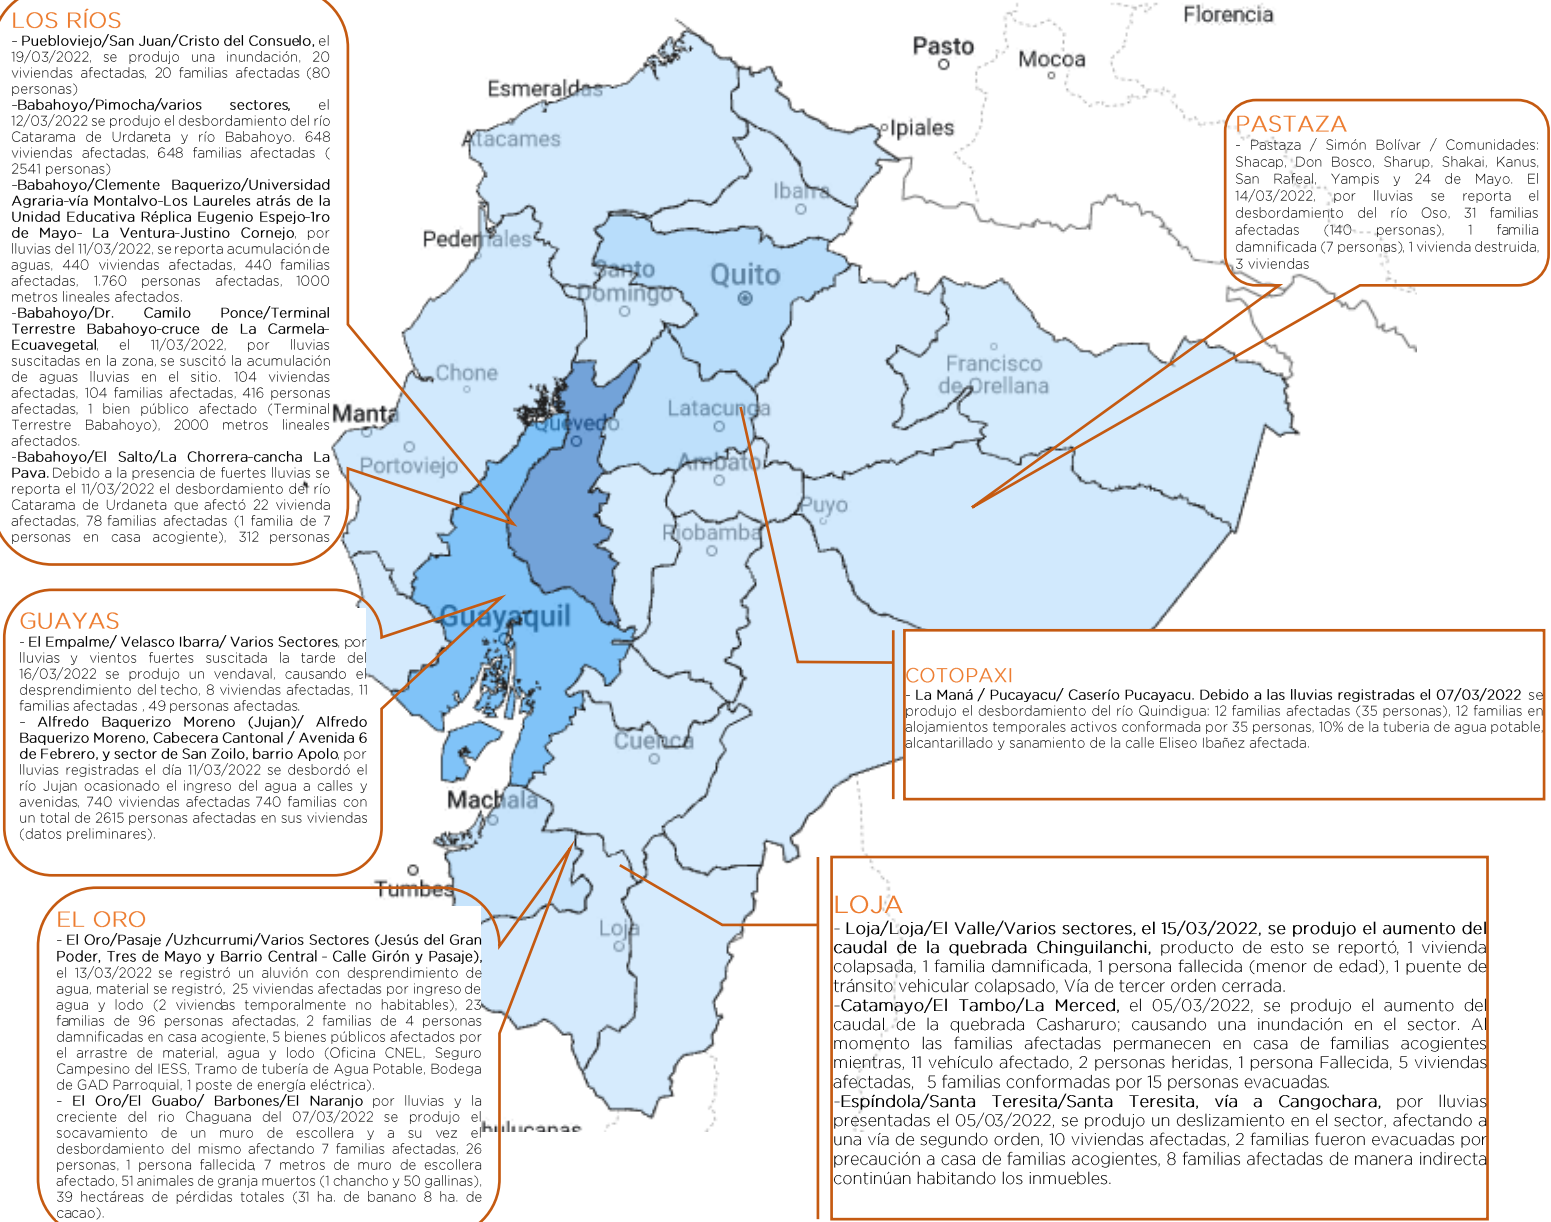 LOS RÍOS
- Puebloviejo/San Juan/Cristo del Consuelo, el
19/03/2022, se produjo una inundación, 20
viviendas afectadas, 20 familias afectadas (80
personas)
-Babahoyo/Pimocha/varios sectores, el
12/03/2022 se produjo el desbordamiento del río
Catarama de Urdaneta y río Babahoyo. 648
viviendas afectadas, 648 familias afectadas (
2541 personas)
-Babahoyo/Clemente Baquerizo/Universidad
Agraria-vía Montalvo-Los Laureles atrás de la
Unidad Educativa Réplica Eugenio Espejo-1ro
de Mayo- La Ventura-Justino Cornejo, por
lluvias del 11/03/2022, se reporta acumulación de
aguas, 440 viviendas afectadas, 440 familias
afectadas, 1.760 personas afectadas, 1000
metros lineales afectados.
-Babahoyo/Dr. Camilo Ponce/Terminal
Terrestre Babahoyo-cruce de La Carmela-
Ecuavegetal, el 11/03/2022, por lluvias
suscitadas en la zona, se suscitó la acumulación
de aguas lluvias en el sitio. 104 viviendas
afectadas, 104 familias afectadas, 416 personas
afectadas, 1 bien público afectado (Terminal
Terrestre Babahoyo), 2000 metros lineales
afectados.
-Babahoyo/El Salto/La Chorrera-cancha La
Pava. Debido a la presencia de fuertes lluvias se
reporta el 11/03/2022 el desbordamiento del río
Catarama de Urdaneta que afectó 22 vivienda
afectadas, 78 familias afectadas (1 familia de 7
personas en casa acogiente), 312 personas
GUAYAS
- El Empalme/ Velasco Ibarra/ Varios Sectores, por
lluvias y vientos fuertes suscitada la tarde del
16/03/2022 se produjo un vendaval, causando el
desprendimiento del techo, 8 viviendas afectadas, 11
familias afectadas , 49 personas afectadas.
- Alfredo Baquerizo Moreno (Jujan)/ Alfredo
Baquerizo Moreno, Cabecera Cantonal / Avenida 6
de Febrero, y sector de San Zoilo, barrio Apolo, por
lluvias registradas el día 11/03/2022 se desbordó el
río Jujan ocasionado el ingreso del agua a calles y
avenidas, 740 viviendas afectadas 740 familias con
un total de 2615 personas afectadas en sus viviendas
(datos preliminares).
EL ORO
- El Oro/Pasaje /Uzhcurrumi/Varios Sectores (Jesús del Gran
Poder, Tres de Mayo y Barrio Central - Calle Girón y Pasaje),
el 13/03/2022 se registró un aluvión con desprendimiento de
agua, material se registró, 25 viviendas afectadas por ingreso de
agua y lodo (2 viviendas temporalmente no habitables), 23
familias de 96 personas afectadas, 2 familias de 4 personas
damnificadas en casa acogiente, 5 bienes públicos afectados por
el arrastre de material, agua y lodo (Oficina CNEL, Seguro
Campesino del IESS, Tramo de tubería de Agua Potable, Bodega
de GAD Parroquial, 1 poste de energía eléctrica).
- El Oro/El Guabo/ Barbones/El Naranjo por lluvias y la
creciente del rio Chaguana del 07/03/2022 se produjo el
socavamiento de un muro de escollera y a su vez el
desbordamiento del mismo afectando 7 familias afectadas, 26
personas, 1 persona fallecida, 7 metros de muro de escollera
afectado, 51 animales de granja muertos (1 chancho y 50 gallinas),
39 hectáreas de pérdidas totales (31 ha. de banano 8 ha. de
cacao).
Florencia
Pasto
Mocoa
Esmeraldas
Ipiales
Atacames
Ibarra
Pedernales
Santo
Domingo
Quito
Francisco
de Orellana
Chone
Latacunga
Manta
Quevedo
Portoviejo
Ambato
Puyo
Riobamba
Guayaquil
Cuenca
Machala
Tumbes
Loja
hulucanas
PASTAZA
- Pastaza / Simón Bolívar / Comunidades:
Shacap, Don Bosco, Sharup, Shakai, Kanus,
San Rafeal, Yampis y 24 de Mayo. El
14/03/2022, por lluvias se reporta el
desbordamiento del río Oso, 31 familias
afectadas (140 personas), 1 familia
damnificada (7 personas), 1 vivienda destruida,
3 viviendas
COTOPAXI
- La Maná / Pucayacu/ Caserío Pucayacu. Debido a las lluvias registradas el 07/03/2022 se
produjo el desbordamiento del río Quindigua: 12 familias afectadas (35 personas), 12 familias en
alojamientos temporales activos conformada por 35 personas, 10% de la tuberia de agua potable,
alcantarillado y sanamiento de la calle Eliseo Ibañez afectada.
LOJA
- Loja/Loja/El Valle/Varios sectores, el 15/03/2022, se produjo el aumento del
caudal de la quebrada Chinguilanchi, producto de esto se reportó, 1 vivienda
colapsada, 1 familia damnificada, 1 persona fallecida (menor de edad), 1 puente de
tránsito vehicular colapsado, Vía de tercer orden cerrada.
-Catamayo/El Tambo/La Merced, el 05/03/2022, se produjo el aumento del
caudal de la quebrada Casharuro; causando una inundación en el sector. Al
momento las familias afectadas permanecen en casa de familias acogientes
mientras, 11 vehículo afectado, 2 personas heridas, 1 persona Fallecida, 5 viviendas
afectadas, 5 familias conformadas por 15 personas evacuadas.
-Espíndola/Santa Teresita/Santa Teresita, vía a Cangochara, por lluvias
presentadas el 05/03/2022, se produjo un deslizamiento en el sector, afectando a
una vía de segundo orden, 10 viviendas afectadas, 2 familias fueron evacuadas por
precaución a casa de familias acogientes, 8 familias afectadas de manera indirecta
continúan habitando los inmuebles.